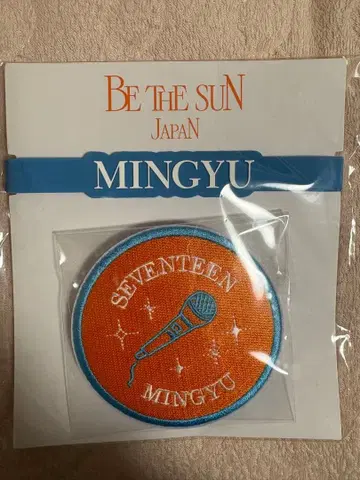 BE THE SUN
JAPAN
MINGYU
SEVENTEEN
MINGYU